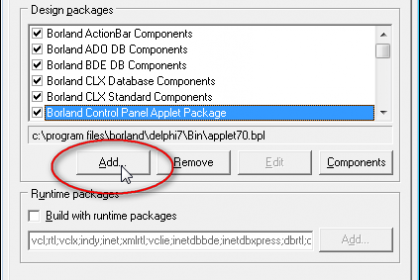 Design packages
Borland ActionBar Components
Borland ADO DB Components
Borland BDE DB Components
Borland CLX Database Components
Borland CLX Standard Components
Borland Control Panel Applet Package
c:\program files\borland\delphi7\Bin\applet70.bpl
Add... Remove Edit Components
Runtime packages
Build with runtime packages
vcl;rtl;vclx;indy;inet;xmlrtl;vclie;inetdbbde;inetdbxpress;dbrtl;c
Add...